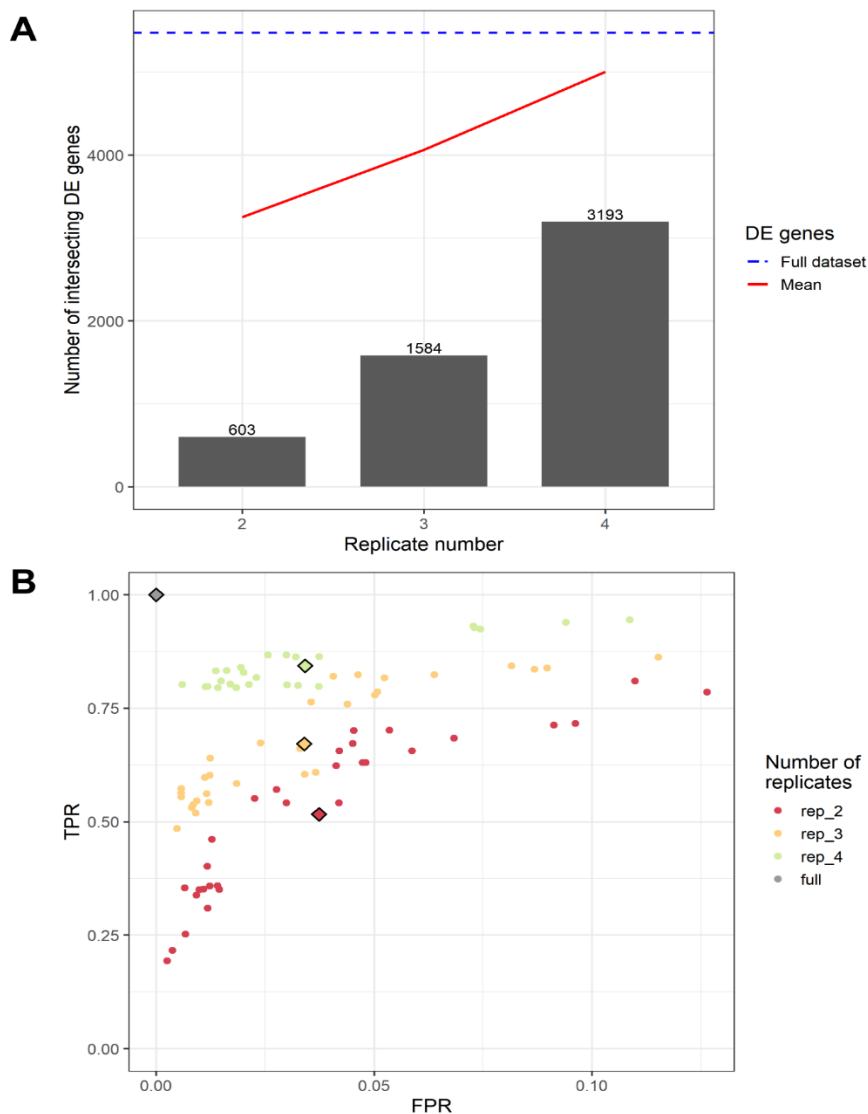 A
Number of intersecting DE genes
4000
2000
0
603
1584
3193
2
3
4
Replicate number
DE genes
Full dataset
Mean
B
TPR
1.00
0.75
0.50
0.25
0.00
0.00
0.05
0.10
FPR
Number of
replicates
rep_2
rep_3
rep_4
full